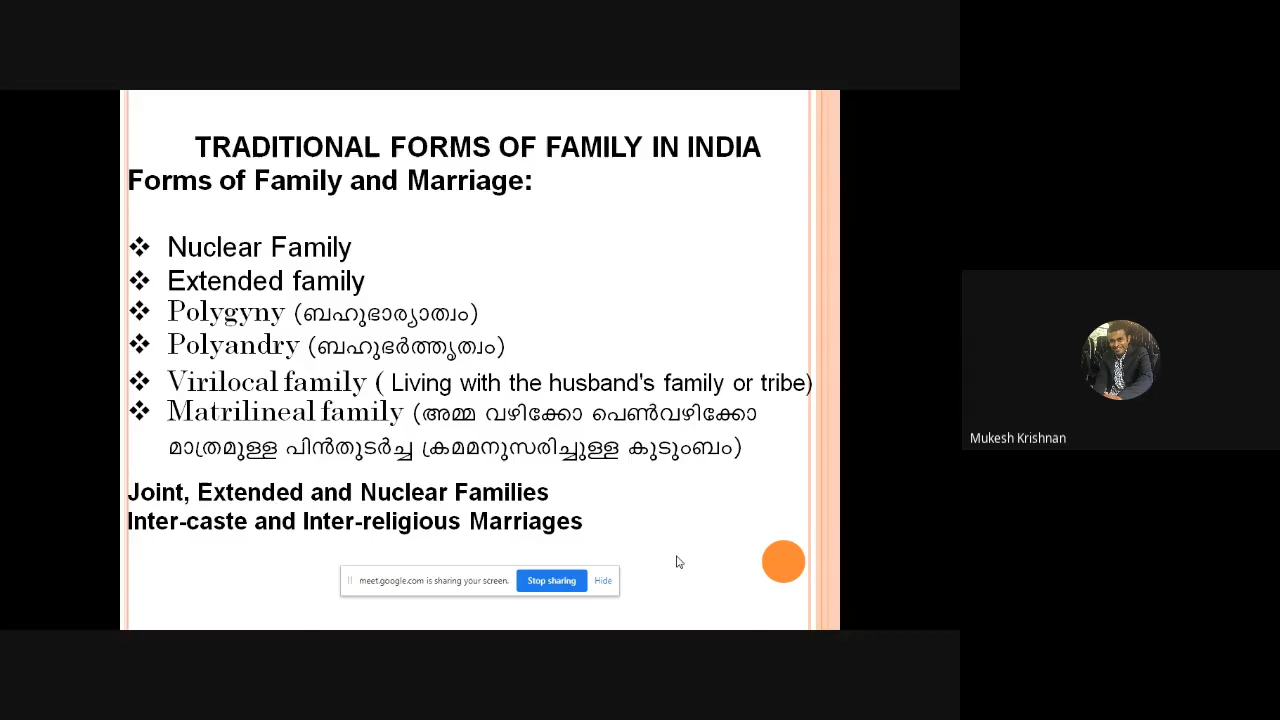 TRADITIONAL FORMS OF FAMILY IN INDIA
Forms of Family and Marriage:
❖ Nuclear Family
❖ Extended family
❖ Polygyny (ബഹുഭാര്യാത്വം)
❖ Polyandry (ബഹുഭർത്തൃത്വം)
❖ Virilocal family ( Living with the husband's family or tribe)
❖ Matrilineal family (അമ്മ വഴിക്കോ പെൺവഴിക്കോ
മാത്രമുള്ള പിൻതുടർച്ച ക്രമമനുസരിച്ചുള്ള കുടുംബം)
Joint, Extended and Nuclear Families
Inter-caste and Inter-religious Marriages
meet.google.com is sharing your screen. Stop sharing Hide
Mukesh Krishnan